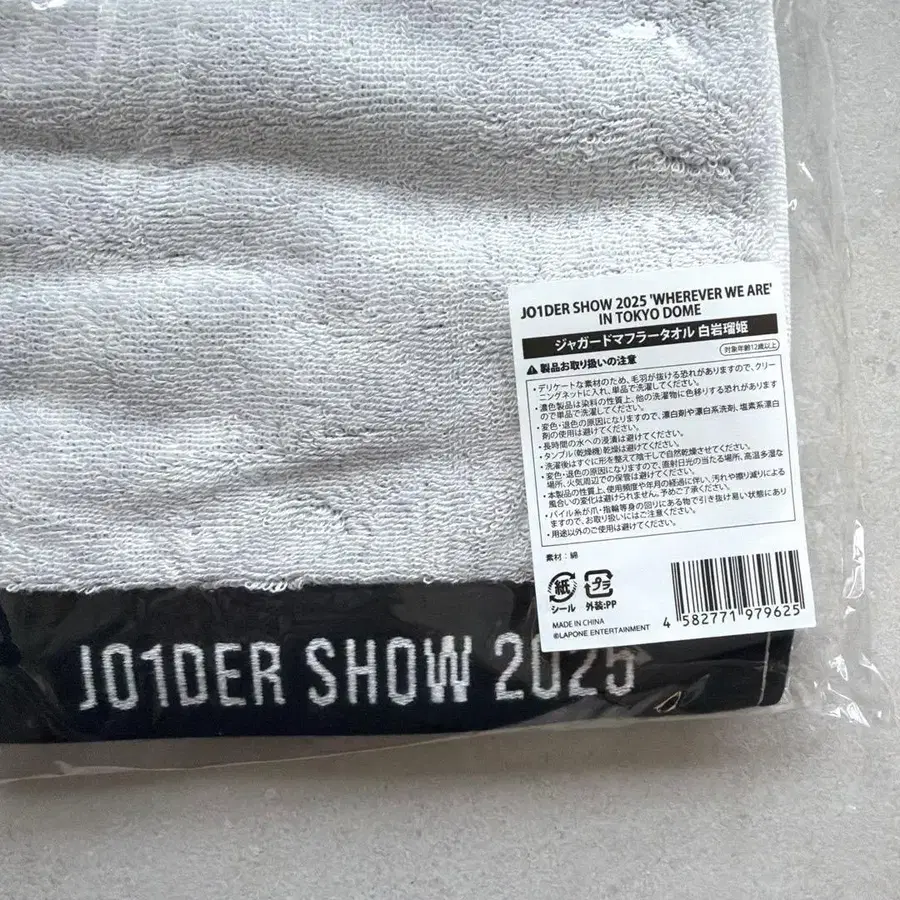 JO1DER SHOW 2025 'WHEREVER WE ARE'
IN TOKYO DOME
ジャガードマフラータオル 白岩瑠姫
対象年齢12歳以上
製品お取り扱いの注意
・デリケートな素材のため、毛羽が抜ける恐れがありますので、クリー
ニングネットに入れ、単品で洗濯してください。
・濃色製品は染料の性質上、他の洗濯物に色移りする恐れがあります
ので単品で洗濯してください。
・変色・退色の原因になりますので、漂白剤や漂白系洗剤、塩素系漂白
剤の使用は避けてください。
・長時間の水への浸漬は避けてください。
・タンブル(乾燥機)乾燥は避けてください。
・洗濯後はすぐに形を整えて陰干しで自然乾燥させてください。
・変色・退色の原因になりますので、直射日光の当たる場所、高温多湿な
場所、火気周辺での保管は避けてください。
・本製品の性質上、使用頻度や年月の経過に伴い、汚れや擦り減りによる
風合いの変化は避けられません。予めご了承ください。
・パイル糸が爪・指輪等身の回りにある物で引き抜け易い状態にあり
ますので、お取り扱いにはご注意ください。
・用途以外のご使用は避けてください。
素材:綿
紙
シール
プラ
外装:PP
MADE IN CHINA
©LAPONE ENTERTAINMENT
4 582771 979625
JO1DER SHOW 2025